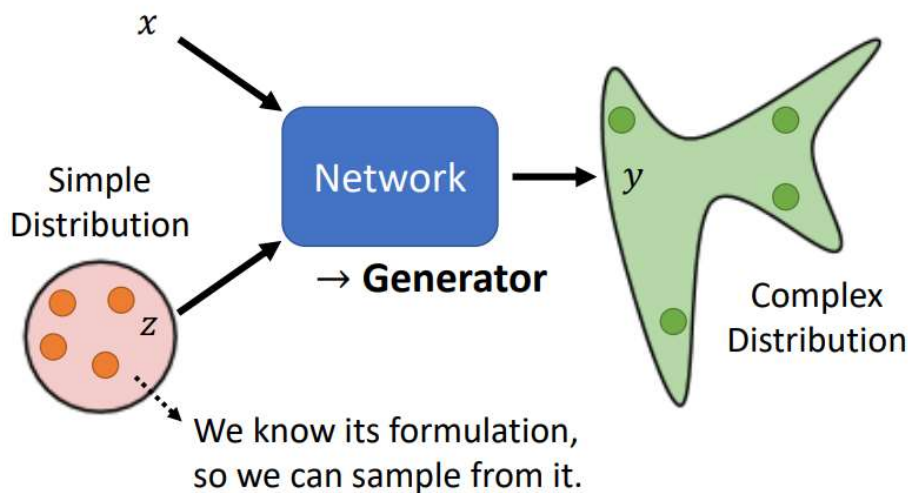 x
Network
→ Generator
Simple
Distribution
z
y
Complex
Distribution
We know its formulation,
so we can sample from it.